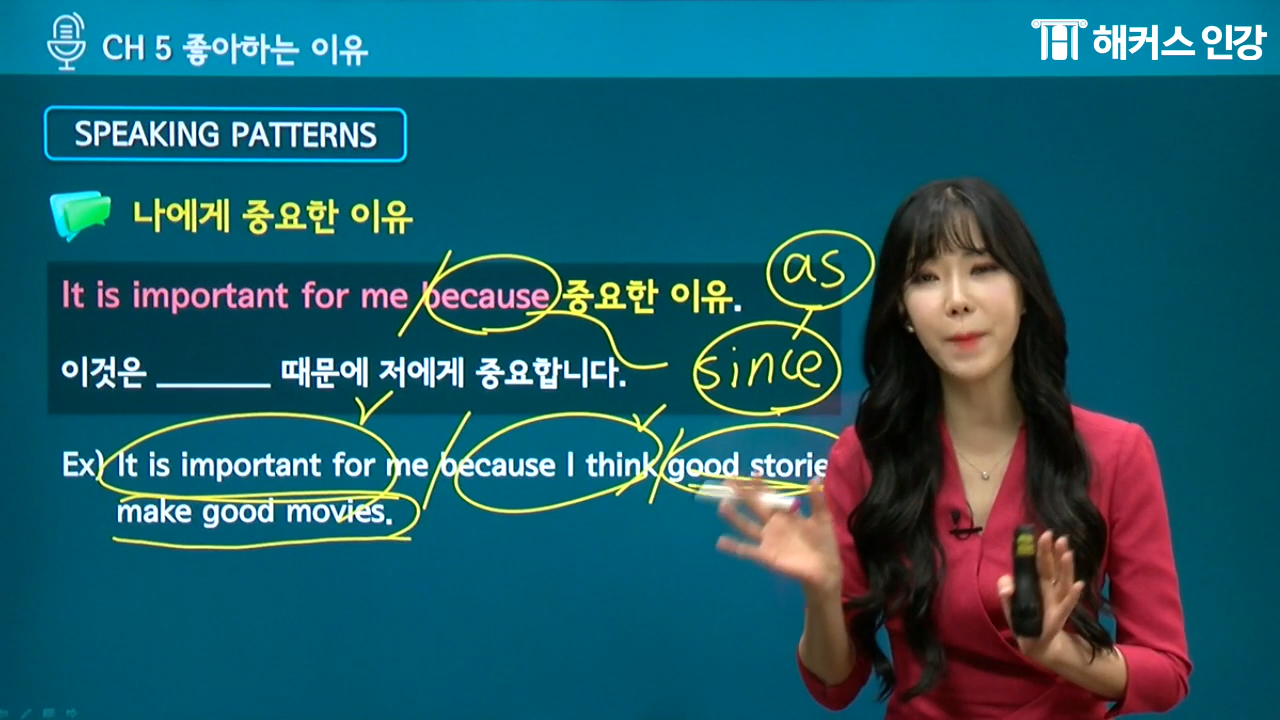 CH 5 좋아하는 이유
해커스 인강
SPEAKING PATTERNS
나에게 중요한 이유
It is important for me because 중요한 이유.
as
이것은 ________ 때문에 저에게 중요합니다.
since
Ex) It is important for me because I think good storie
make good movies.